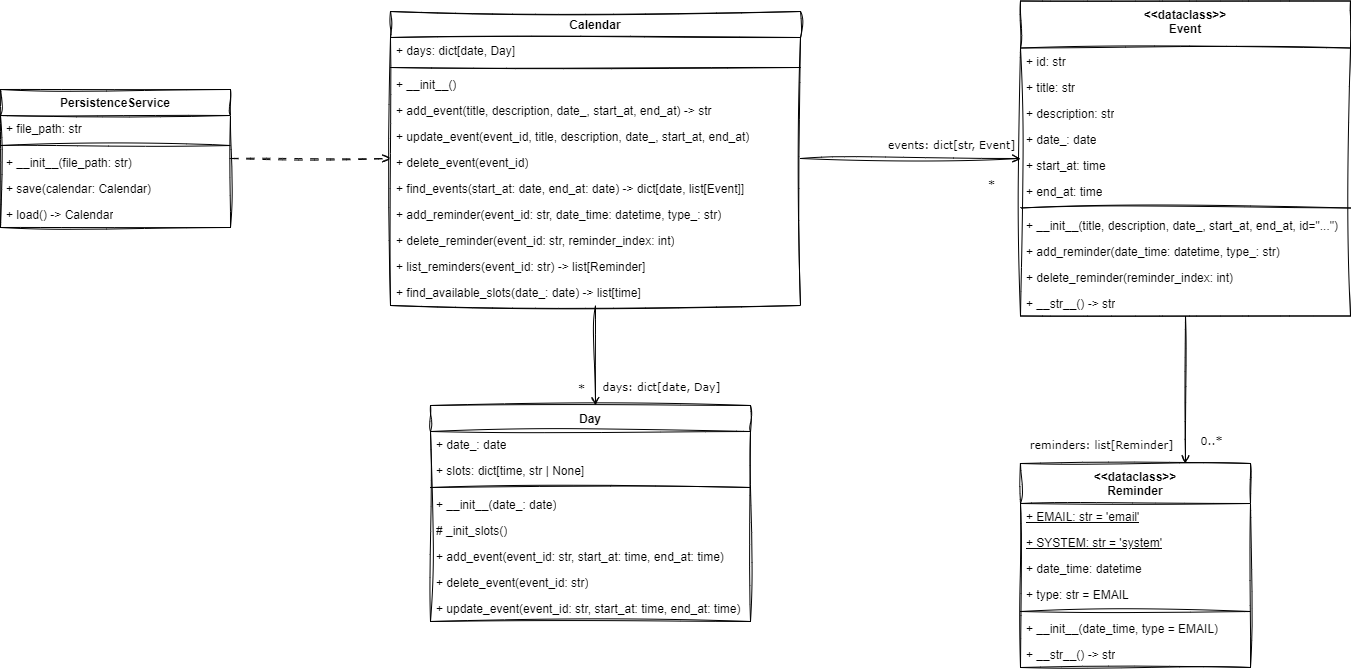 PersistenceService
+ file_path: str
+ __init__(file_path: str)
+ save(calendar: Calendar)
+ load() -> Calendar
Calendar
+ days: dict[date, Day]
+ __init__()
+ add_event(title, description, date_, start_at, end_at) -> str
+ update_event(event_id, title, description, date_, start_at, end_at)
+ delete_event(event_id)
+ find_events(start_at: date, end_at: date) -> dict[date, list[Event]]
+ add_reminder(event_id: str, date_time: datetime, type_: str)
+ delete_reminder(event_id: str, reminder_index: int)
+ list_reminders(event_id: str) -> list[Reminder]
+ find_available_slots(date_: date) -> list[time]
events: dict[str, Event]
*
<<dataclass>>
Event
+ id: str
+ title: str
+ description: str
+ date_: date
+ start_at: time
+ end_at: time
+ __init__(title, description, date_, start_at, end_at, id="...")
+ add_reminder(date_time: datetime, type_: str)
+ delete_reminder(reminder_index: int)
+ __str__() -> str
* days: dict[date, Day]
Day
+ date_: date
+ slots: dict[time, str | None]
+ __init__(date_: date)
# _init_slots()
+ add_event(event_id: str, start_at: time, end_at: time)
+ delete_event(event_id: str)
+ update_event(event_id: str, start_at: time, end_at: time)
reminders: list[Reminder] 0..*
<<dataclass>>
Reminder
+ EMAIL: str = 'email'
+ SYSTEM: str = 'system'
+ date_time: datetime
+ type: str = EMAIL
+ __init__(date_time, type = EMAIL)
+ __str__() -> str